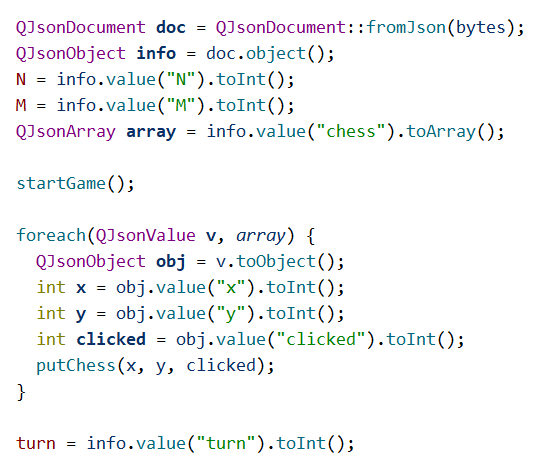 QJsonDocument doc = QJsonDocument::fromJson(bytes);
QJsonObject info = doc.object();
N = info.value("N").toInt();
M = info.value("M").toInt();
QJsonArray array = info.value("chess").toArray();

startGame();

foreach(QJsonValue v, array) {
  QJsonObject obj = v.toObject();
  int x = obj.value("x").toInt();
  int y = obj.value("y").toInt();
  int clicked = obj.value("clicked").toInt();
  putChess(x, y, clicked);
}

turn = info.value("turn").toInt();